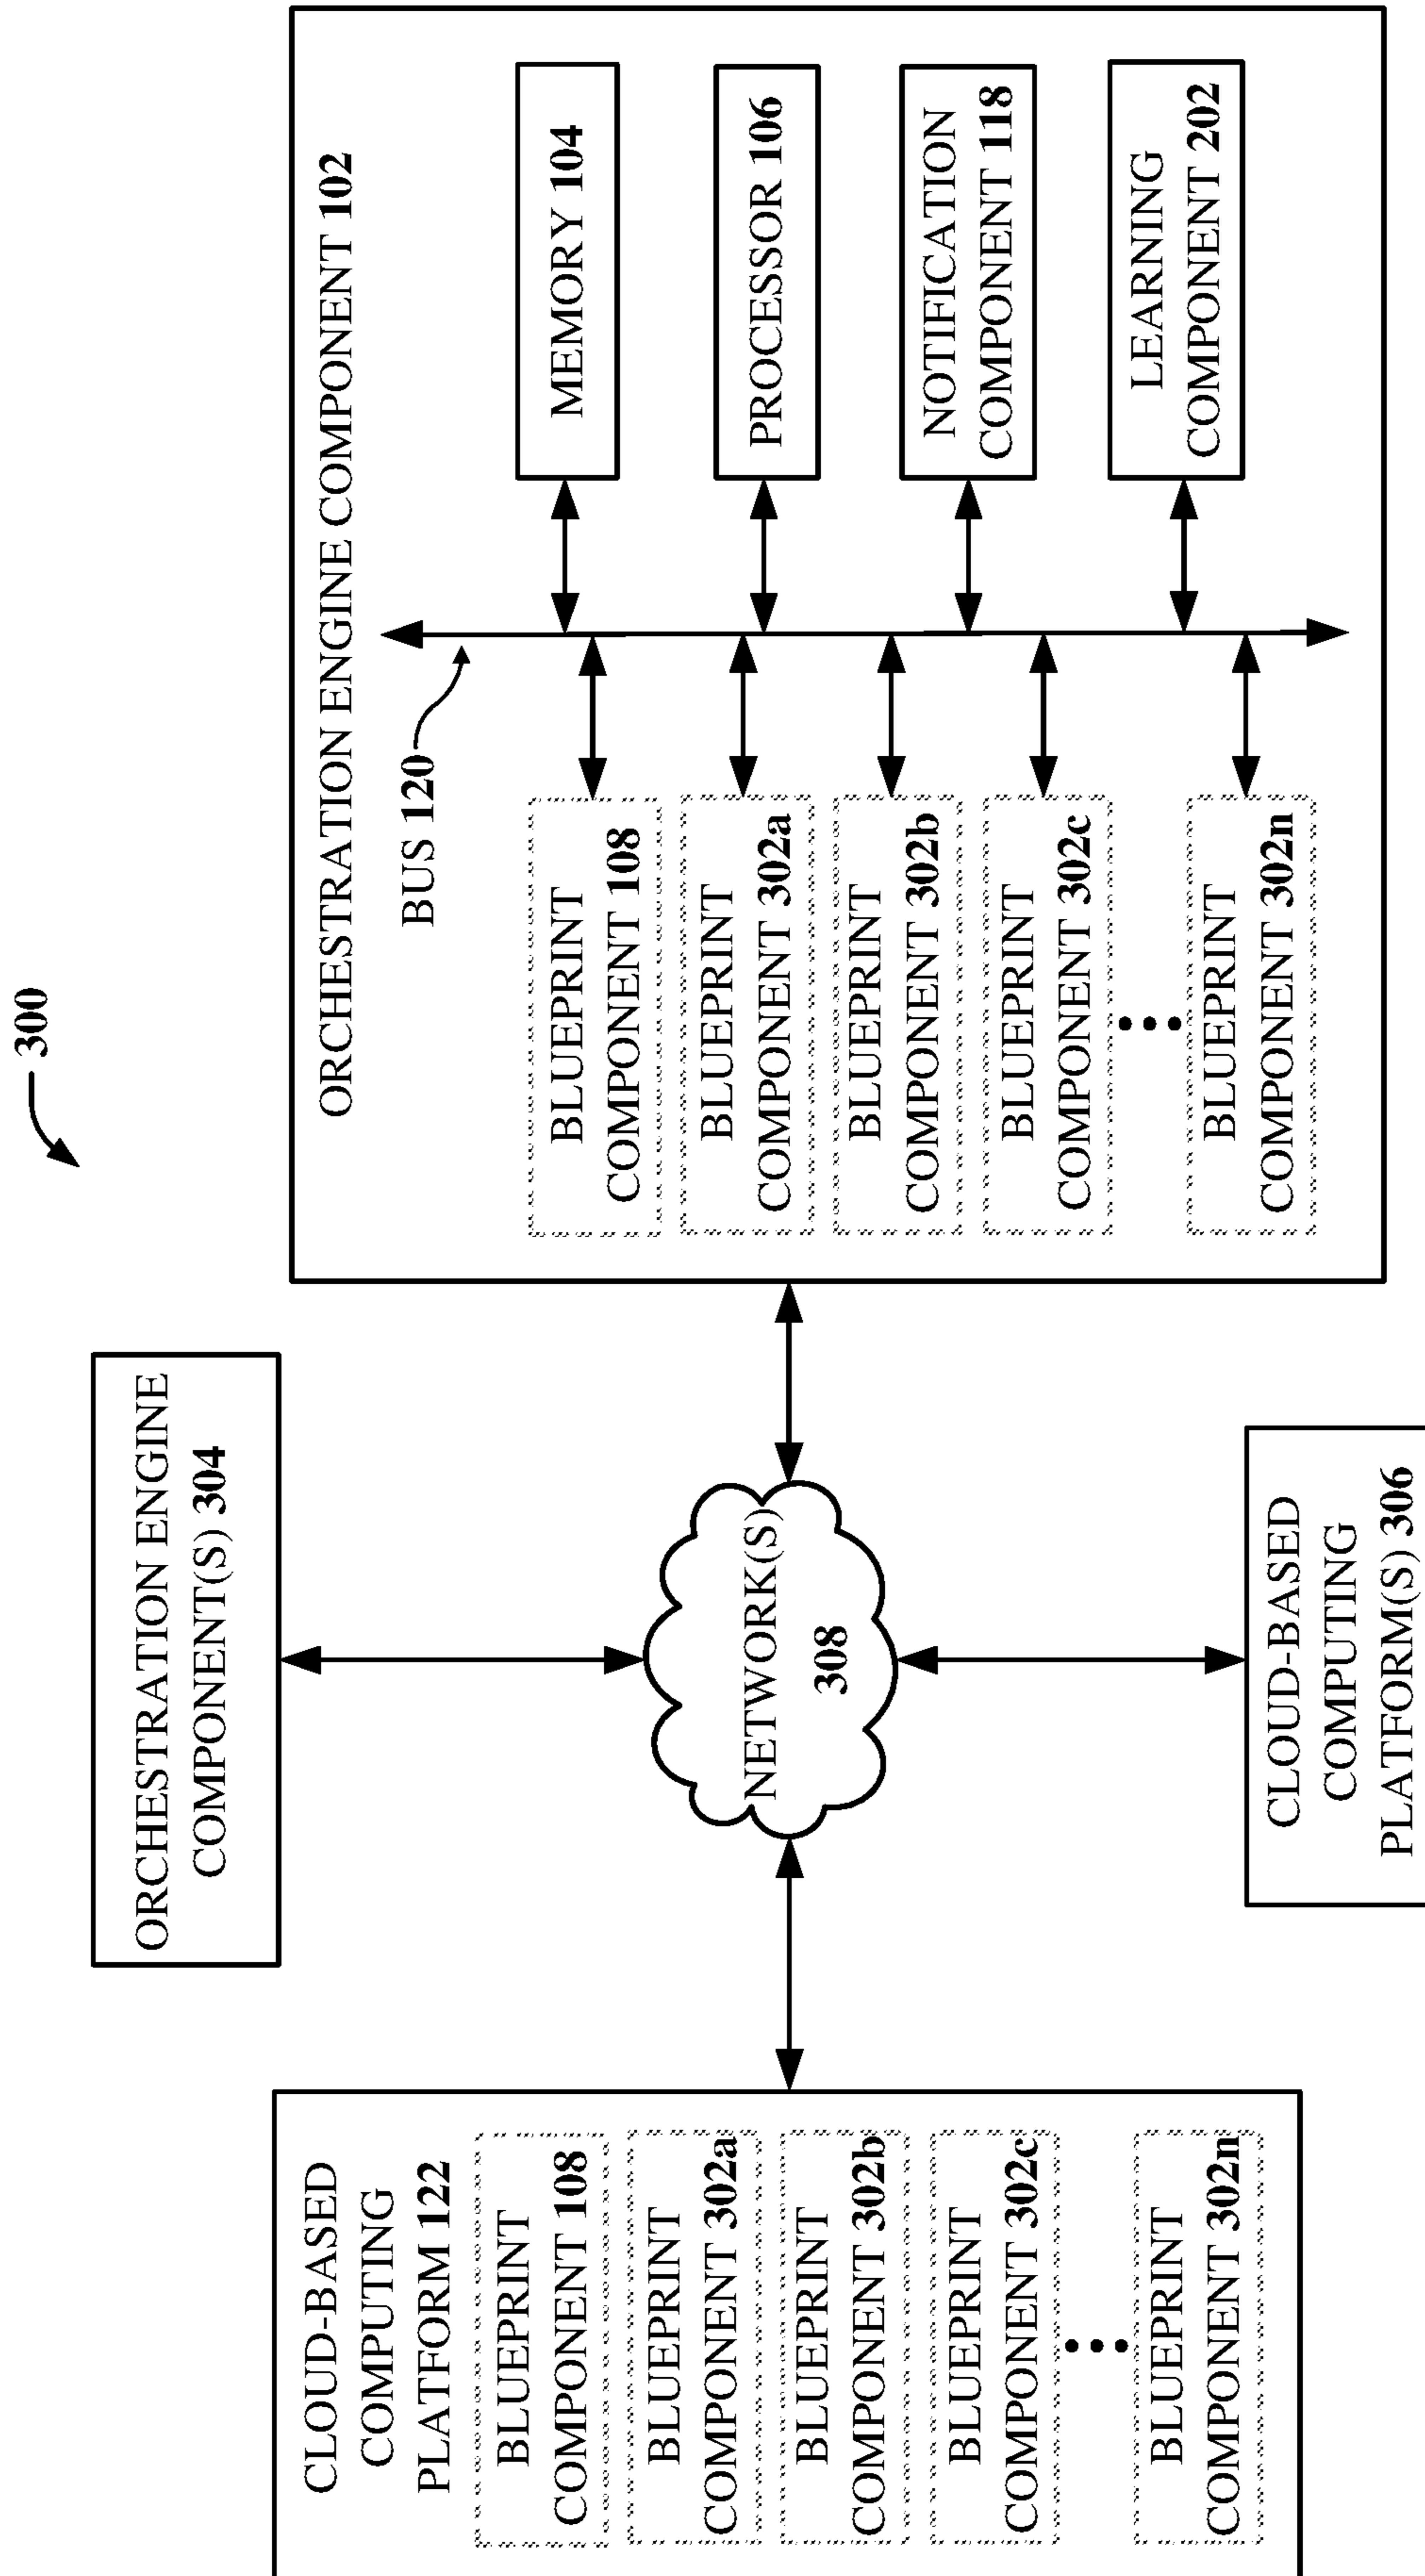 300
CLOUD-BASED
COMPUTING
PLATFORM 122
BLUEPRINT
COMPONENT 108
BLUEPRINT
COMPONENT 302a
BLUEPRINT
COMPONENT 302b
BLUEPRINT
COMPONENT 302c
BLUEPRINT
COMPONENT 302n
ORCHESTRATION ENGINE
COMPONENT(S) 304
NETWORK(S)
308
CLOUD-BASED
COMPUTING
PLATFORM(S) 306
ORCHESTRATION ENGINE COMPONENT 102
BUS 120
BLUEPRINT
COMPONENT 108
BLUEPRINT
COMPONENT 302a
BLUEPRINT
COMPONENT 302b
BLUEPRINT
COMPONENT 302c
BLUEPRINT
COMPONENT 302n
MEMORY 104
PROCESSOR 106
NOTIFICATION
COMPONENT 118
LEARNING
COMPONENT 202